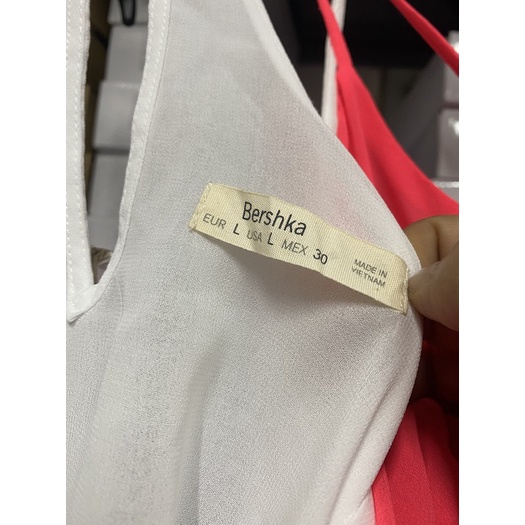 Bershka
EUR L USA L MEX 30
MADE IN
VIETNAM